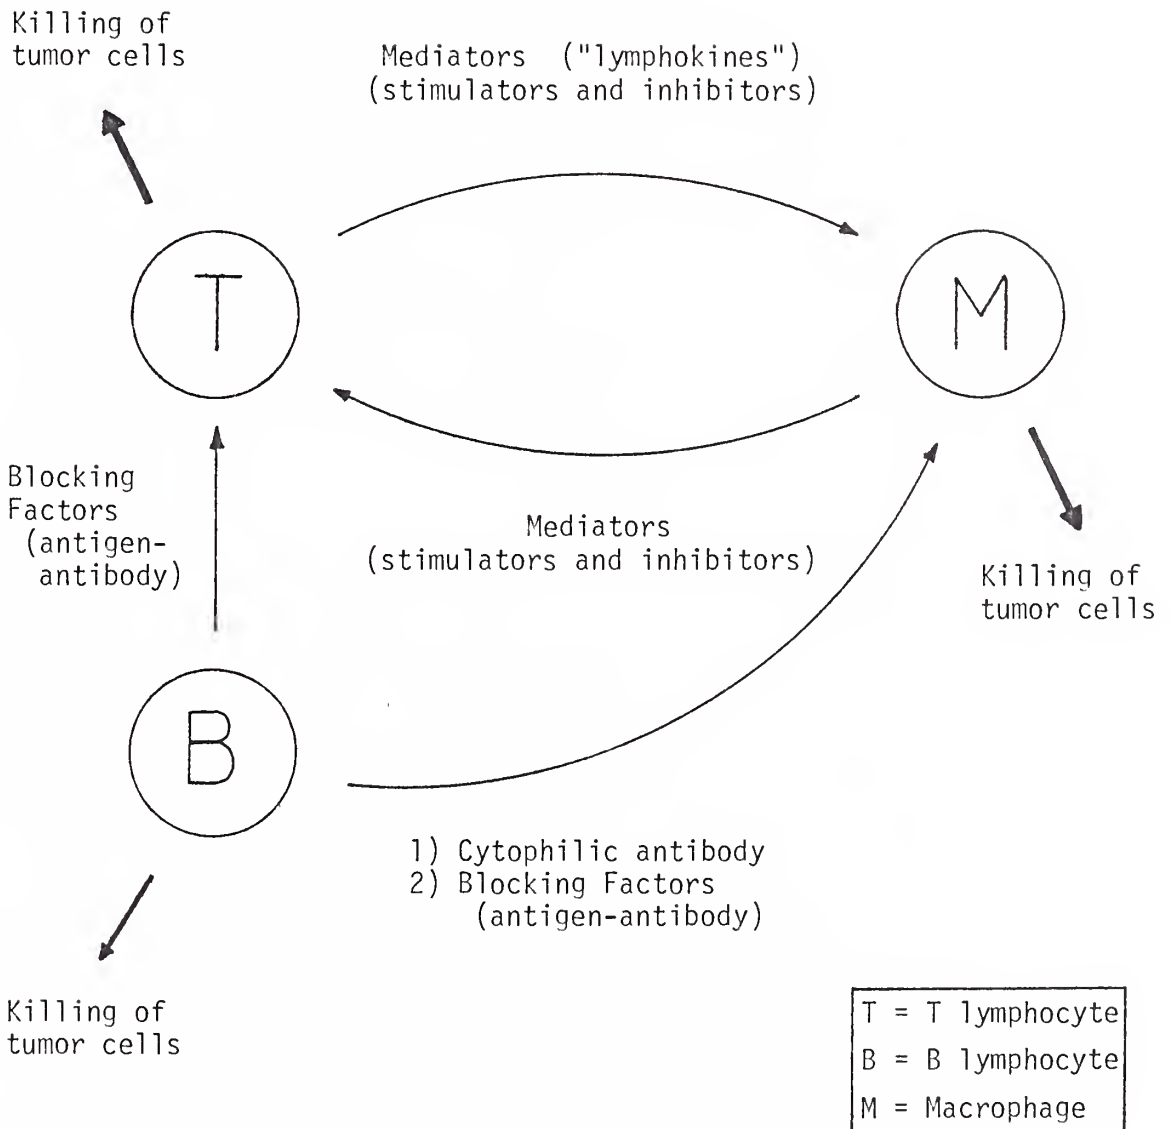 Killing of
tumor cells
Mediators ("lymphokines")
(stimulators and inhibitors)
T
M
Blocking
Factors
(antigen-
antibody)
Mediators
(stimulators and inhibitors)
Killing of
tumor cells
B
1) Cytophilic antibody
2) Blocking Factors
(antigen-antibody)
Killing of
tumor cells
T = T lymphocyte
B = B lymphocyte
M = Macrophage